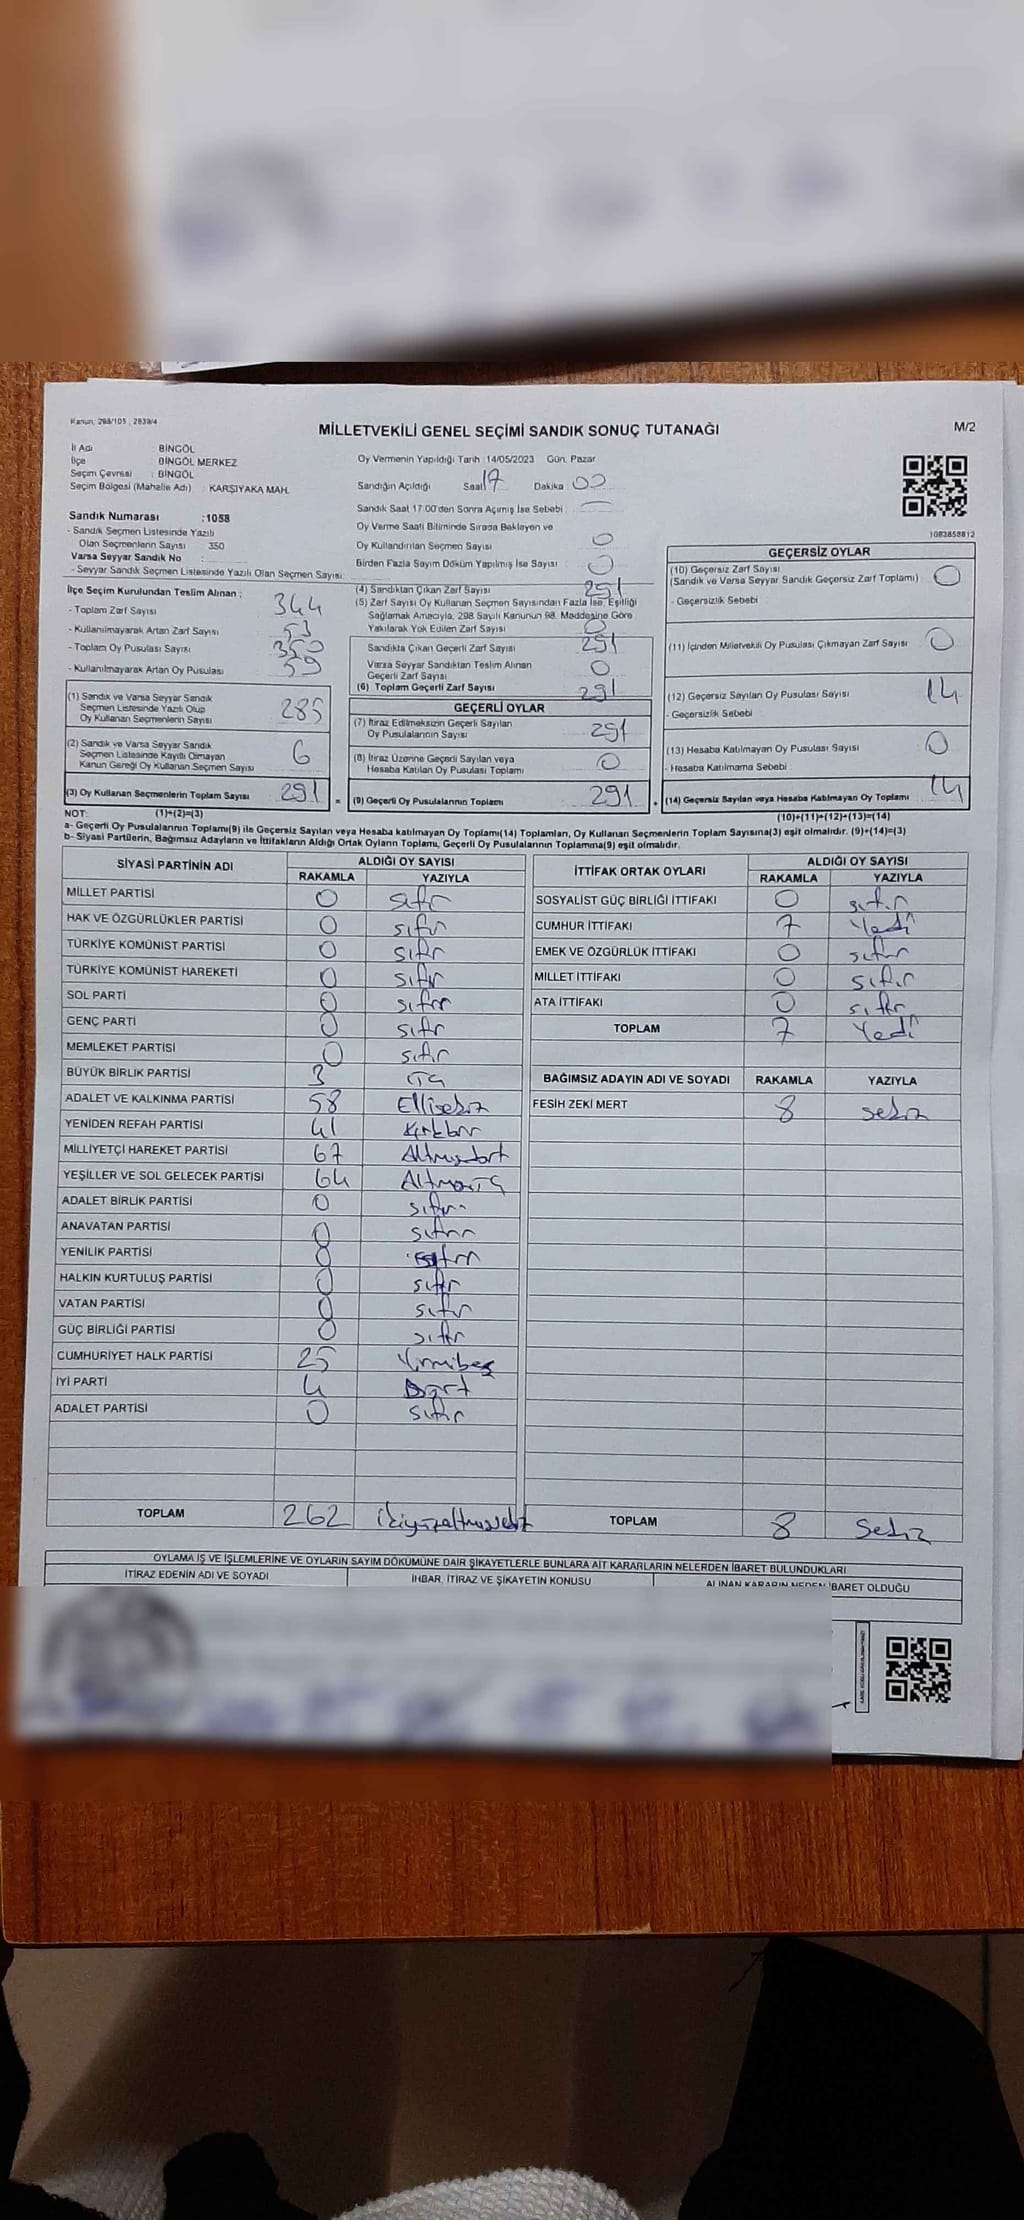 Kanun: 298/105 , 2839/4
MİLLETVEKİLİ GENEL SEÇİMİ SANDIK SONUÇ TUTANAĞI
M/2
İl Adı : BİNGÖL
İlçe : BİNGÖL MERKEZ
Seçim Çevresi : BİNGÖL
Seçim Bölgesi (Mahalle Adı) : KARŞIYAKA MAH.
Oy Vermenin Yapıldığı Tarih :14/05/2023 Gün: Pazar
Sandığın Açıldığı Saat 17 Dakika : 00
Sandık Saat 17:00'den Sonra Açılmış İse Sebebi :
Oy Verme Saati Bitiminde Sırada Bekleyen ve
Oy Kullandırılan Seçmen Sayısı 0
Birden Fazla Sayım Döküm Yapılmış İse Sayısı : 0
Sandık Numarası :1058
- Sandık Seçmen Listesinde Yazılı
Olan Seçmenlerin Sayısı 350
Varsa Seyyar Sandık No :
- Seyyar Sandık Seçmen Listesinde Yazılı Olan Seçmen Sayısı:
İlçe Seçim Kurulundan Teslim Alınan :
- Toplam Zarf Sayısı 344
- Kullanılmayarak Artan Zarf Sayısı 53
- Toplam Oy Pusulası Sayısı 350
- Kullanılmayarak Artan Oy Pusulası 59
(1) Sandık ve Varsa Seyyar Sandık
Seçmen Listesinde Yazılı Olup
Oy Kullanan Seçmenlerin Sayısı 285
(2) Sandık ve Varsa Seyyar Sandık
Seçmen Listesinde Kayıtlı Olmayan
Kanun Gereği Oy Kullanan Seçmen Sayısı 6
(3) Oy Kullanan Seçmenlerin Toplam Sayısı 291 =
(4) Sandıktan Çıkan Zarf Sayısı 291
(5) Zarf Sayısı Oy Kullanan Seçmen Sayısından Fazla İse, Eşitliği
Sağlamak Amacıyla, 298 Sayılı Kanunun 98. Maddesine Göre
Yakılarak Yok Edilen Zarf Sayısı 0
Sandıkta Çıkan Geçerli Zarf Sayısı 291
Varsa Seyyar Sandıktan Teslim Alınan
Geçerli Zarf Sayısı 0
(6) Toplam Geçerli Zarf Sayısı 291
GEÇERLİ OYLAR
(7) İtiraz Edilmeksizin Geçerli Sayılan
Oy Pusulalarının Sayısı 291
(8) İtiraz Üzerine Geçerli Sayılan veya
Hesaba Katılan Oy Pusulası Toplamı 0
(9) Geçerli Oy Pusulalarının Toplamı 291
1082858812
GEÇERSİZ OYLAR
(10) Geçersiz Zarf Sayısı
(Sandık ve Varsa Seyyar Sandık Geçersiz Zarf Toplamı) 0
- Geçersizlik Sebebi
(11) İçinden Milletvekili Oy Pusulası Çıkmayan Zarf Sayısı 0
(12) Geçersiz Sayılan Oy Pusulası Sayısı 14
- Geçersizlik Sebebi
(13) Hesaba Katılmayan Oy Pusulası Sayısı 0
- Hesaba Katılmama Sebebi :
(14) Geçersiz Sayılan veya Hesaba Katılmayan Oy Toplamı 14
NOT: (1)+(2)=(3)
(10)+(11)+(12)+(13)=(14)
a- Geçerli Oy Pusulalarının Toplamı(9) ile Geçersiz Sayılan veya Hesaba katılmayan Oy Toplamı(14) Toplamları, Oy Kullanan Seçmenlerin Toplam Sayısına(3) eşit olmalıdır. (9)+(14)=(3)
b- Siyasi Partilerin, Bağımsız Adayların ve İttifakların Aldığı Ortak Oyların Toplamı, Geçerli Oy Pusulalarının Toplamına(9) eşit olmalıdır.
SİYASİ PARTİNİN ADI ALDIĞI OY SAYISI
RAKAMLA YAZIYLA
MİLLET PARTİSİ 0 sıfır
HAK VE ÖZGÜRLÜKLER PARTİSİ 0 sıfır
TÜRKİYE KOMÜNİST PARTİSİ 0 sıfır
TÜRKİYE KOMÜNİST HAREKETİ 0 sıfır
SOL PARTİ 0 sıfır
GENÇ PARTİ 0 sıfır
MEMLEKET PARTİSİ 0 sıfır
BÜYÜK BİRLİK PARTİSİ 3 üç
ADALET VE KALKINMA PARTİSİ 58 Ellisekiz
YENİDEN REFAH PARTİSİ 41 Kırkbir
MİLLİYETÇİ HAREKET PARTİSİ 67 Altmışdört
YEŞİLLER VE SOL GELECEK PARTİSİ 64
ADALET BİRLİK PARTİSİ 0 sıfır
ANAVATAN PARTİSİ 0 sıfır
YENİLİK PARTİSİ 0 sıfır
HALKIN KURTULUŞ PARTİSİ 0 sıfır
VATAN PARTİSİ 0 sıfır
GÜÇ BİRLİĞİ PARTİSİ 0 sıfır
CUMHURİYET HALK PARTİSİ 25 Yirmibeş
İYİ PARTİ 4 Dört
ADALET PARTİSİ 0 sıfır
TOPLAM 262
İTTİFAK ORTAK OYLARI ALDIĞI OY SAYISI
RAKAMLA YAZIYLA
SOSYALİST GÜÇ BİRLİĞİ İTTİFAKI 0 sıfır
CUMHUR İTTİFAKI 7 Yedi
EMEK VE ÖZGÜRLÜK İTTİFAKI 0 sıfır
MİLLET İTTİFAKI 0 sıfır
ATA İTTİFAKI 0 sıfır
TOPLAM 7 Yedi
BAĞIMSIZ ADAYIN ADI VE SOYADI RAKAMLA YAZIYLA
FESİH ZEKİ MERT 8 sekiz
TOPLAM 8 Sekiz
OYLAMA İŞ VE İŞLEMLERİNE VE OYLARIN SAYIM DÖKÜMÜNE DAİR ŞİKAYETLERLE BUNLARA AİT KARARLARIN NELERDEN İBARET BULUNDUKLARI
İTİRAZ EDENİN ADI VE SOYADI İHBAR, İTİRAZ VE ŞİKAYETİN KONUSU ALINAN KARARIN NEDEN İBARET OLDUĞU